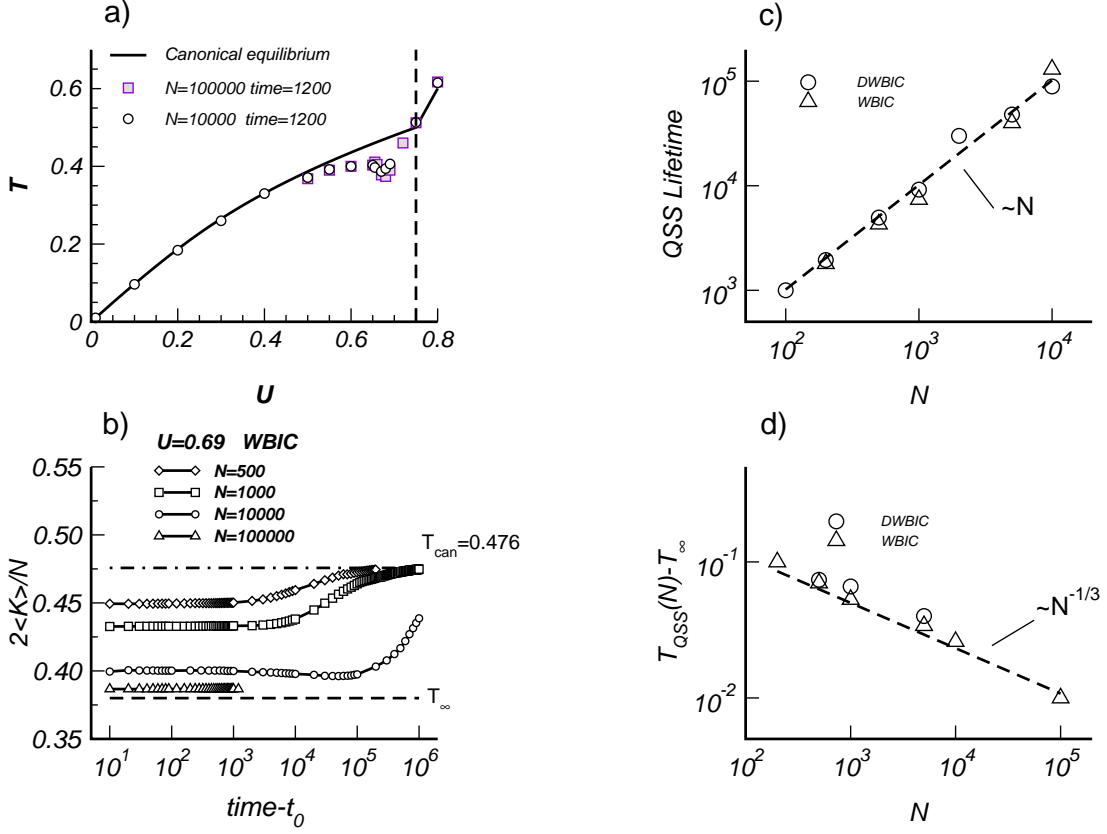 a)
Canonical equilibrium
N=100000 time=1200
N=10000 time=1200
T
0.6
0.4
0.2
0
0
0.2
0.4
0.6
0.8
U
b)
U=0.69 WBIC
N=500
N=1000
N=10000
N=100000
2<K>/N
0.55
0.50
0.45
0.40
0.35
T_can=0.476
T_∞
10^1
10^2
10^3
10^4
10^5
10^6
time-t_0
c)
DWBIC
WBIC
QSS Lifetime
10^5
10^4
10^3
~N
10^2
10^3
10^4
N
d)
DWBIC
WBIC
T_QSS(N)-T_∞
10^-1
10^-2
~N^-1/3
10^2
10^3
10^4
10^5
N